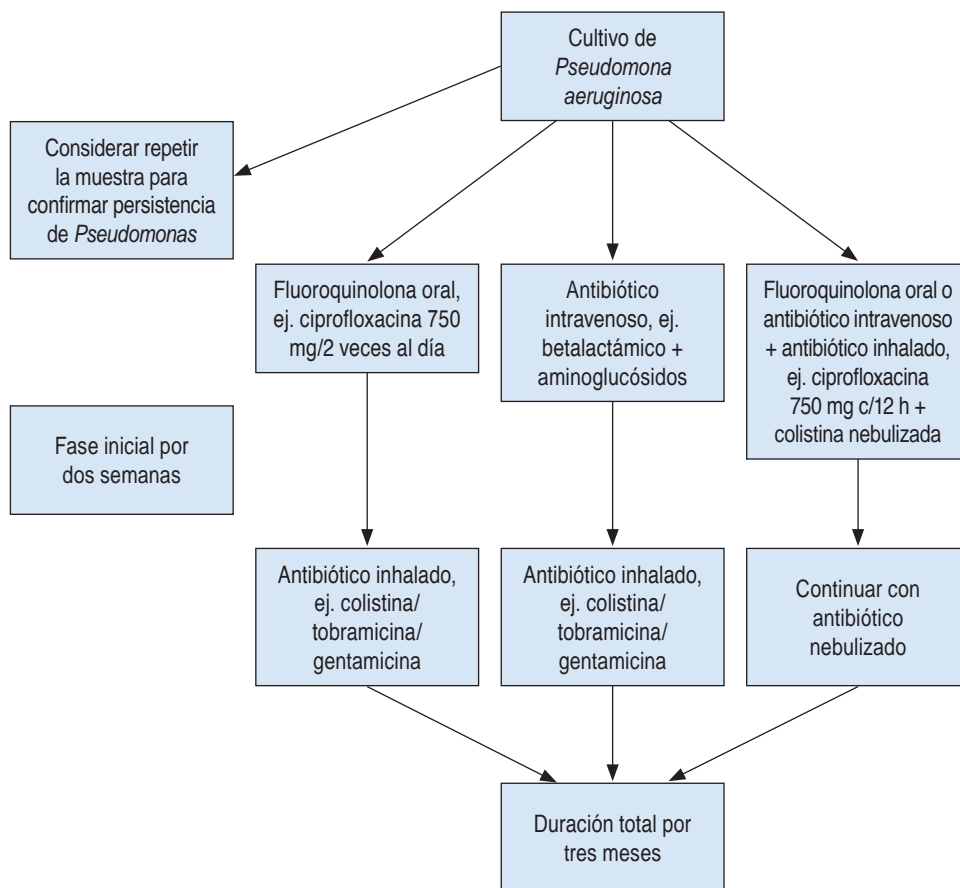 Cultivo de
Pseudomona
aeruginosa
Considerar repetir
la muestra para
confirmar persistencia
de Pseudomonas
Fluoroquinolona oral,
ej. ciprofloxacina 750
mg/2 veces al día
Antibiótico
intravenoso, ej.
betalactámico +
aminoglucósidos
Fluoroquinolona oral o
antibiótico intravenoso
+ antibiótico inhalado,
ej. ciprofloxacina
750 mg c/12 h +
colistina nebulizada
Fase inicial por
dos semanas
Antibiótico inhalado,
ej. colistina/
tobramicina/
gentamicina
Antibiótico inhalado,
ej. colistina/
tobramicina/
gentamicina
Continuar con
antibiótico
nebulizado
Duración total por
tres meses